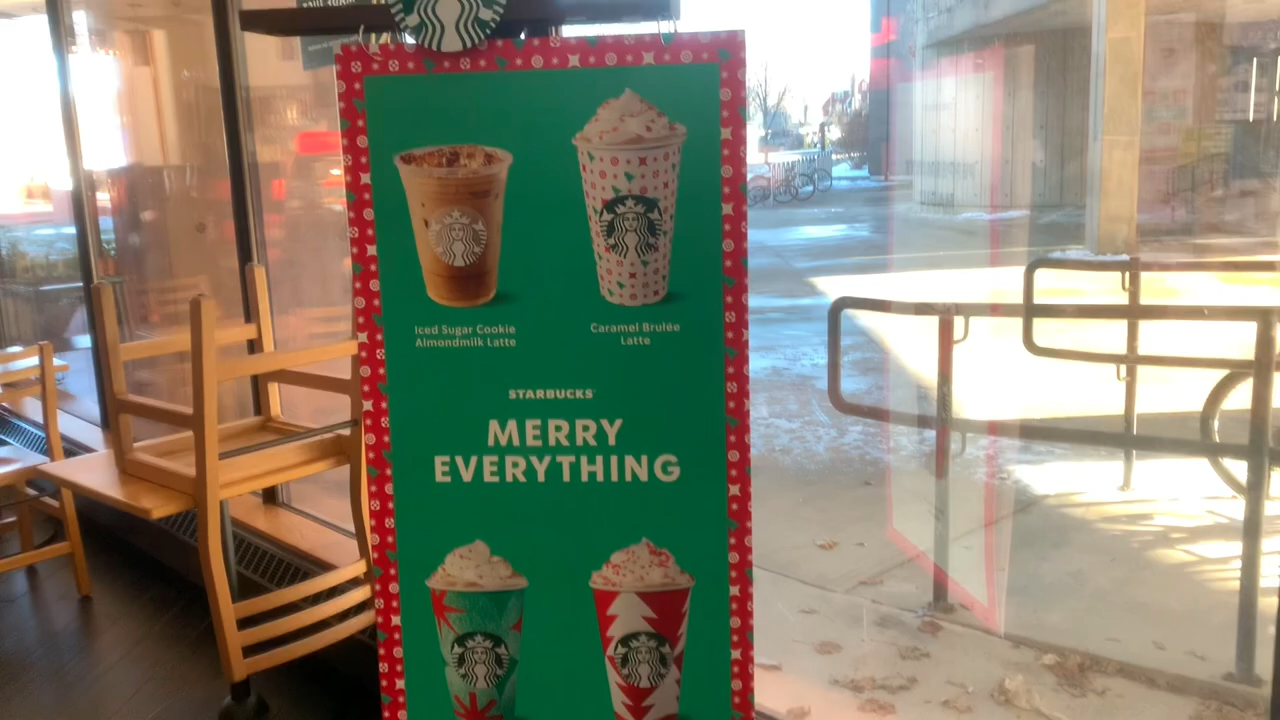 Iced Sugar Cookie
Almondmilk Latte
Caramel Brulée
Latte
STARBUCKS
MERRY
EVERYTHING